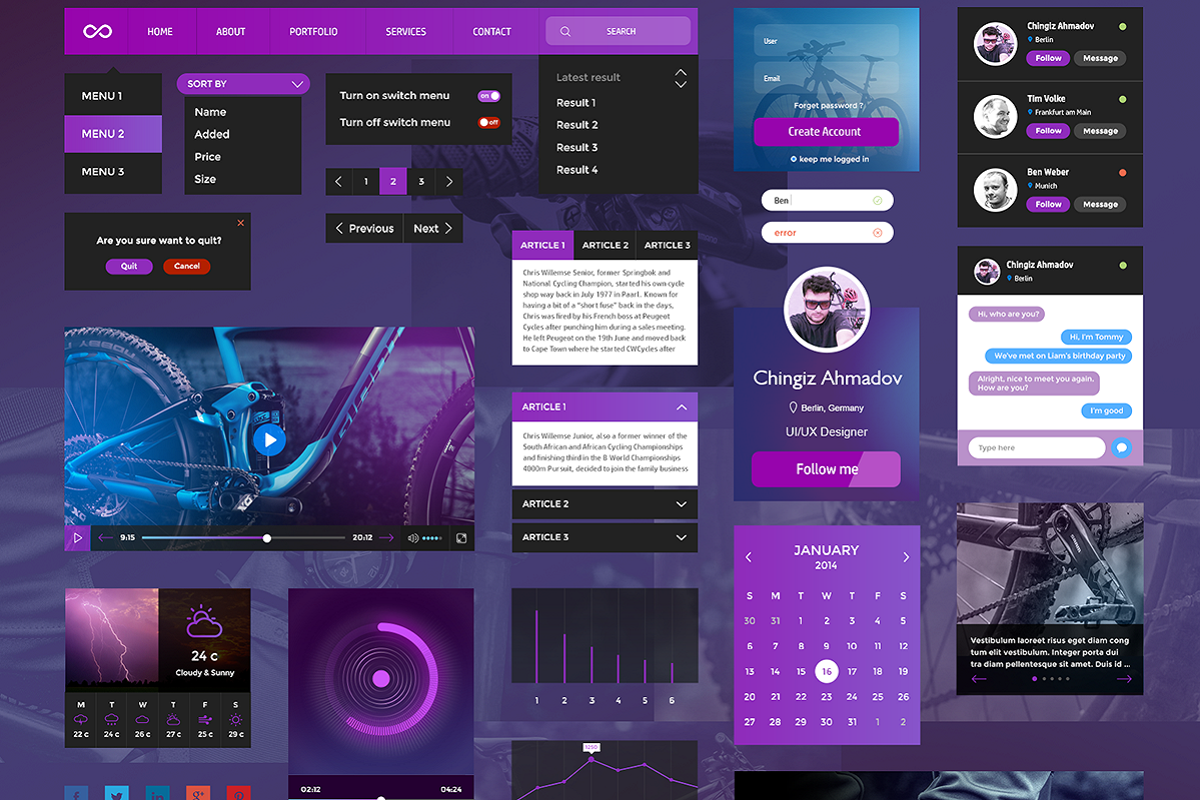 HOME
ABOUT
PORTFOLIO
SERVICES
CONTACT
SEARCH
MENU 1
MENU 2
MENU 3
SORT BY
Name
Added
Price
Size
Turn on switch menu
on
Turn off switch menu
off
1
2
3
Previous
Next
Latest result
Result 1
Result 2
Result 3
Result 4
Are you sure want to quit?
Quit
Cancel
User
Email
Forget password ?
Create Account
keep me logged in
Ben
error
Chingiz Ahmadov
Berlin
Follow
Message
Tim Volke
Frankfurt am Main
Follow
Message
Ben Weber
Munich
Follow
Message
ARTICLE 1
ARTICLE 2
ARTICLE 3
Chris Willemse Senior, former Springbok and
National Cycling Champion, started his own cycle
shop way back in July 1977 in Paarl. Known for
having a bit of a "short fuse" back in the days,
Chris was fired by his French boss at Peugeot
Cycles after punching him during a sales meeting.
He left Peugeot on the 19th June and moved back
to Cape Town where he started CWCycles after
ARTICLE 1
Chris Willemse Junior, also a former winner of the
South African and African Cycling Championships
and finishing third in the B World Championships
4000m Pursuit, decided to join the family business
ARTICLE 2
ARTICLE 3
9:15
20:12
Chingiz Ahmadov
Berlin, Germany
UI/UX Designer
Follow me
Chingiz Ahmadov
Berlin
Hi, who are you?
Hi, I'm Tommy
We've met on Liam's birthday party
Alright, nice to meet you again.
How are you?
I'm good
Type here
24 c
Cloudy & Sunny
M T W T F S
22 c 24 c 26 c 27 c 25 c 29 c
02:12
04:24
1 2 3 4 5 6
1250
JANUARY
2014
S M T W T F S
30 31 1 2 3 4 5
6 7 8 9 10 11 12
13 14 15 16 17 18 19
20 21 22 23 24 25 26
27 28 29 30 31 1 2
Vestibulum laoreet risus eget diam cong
tum elit vestibulum. Integer porta dui
tra diam pellentesque sit amet. Duis id ...